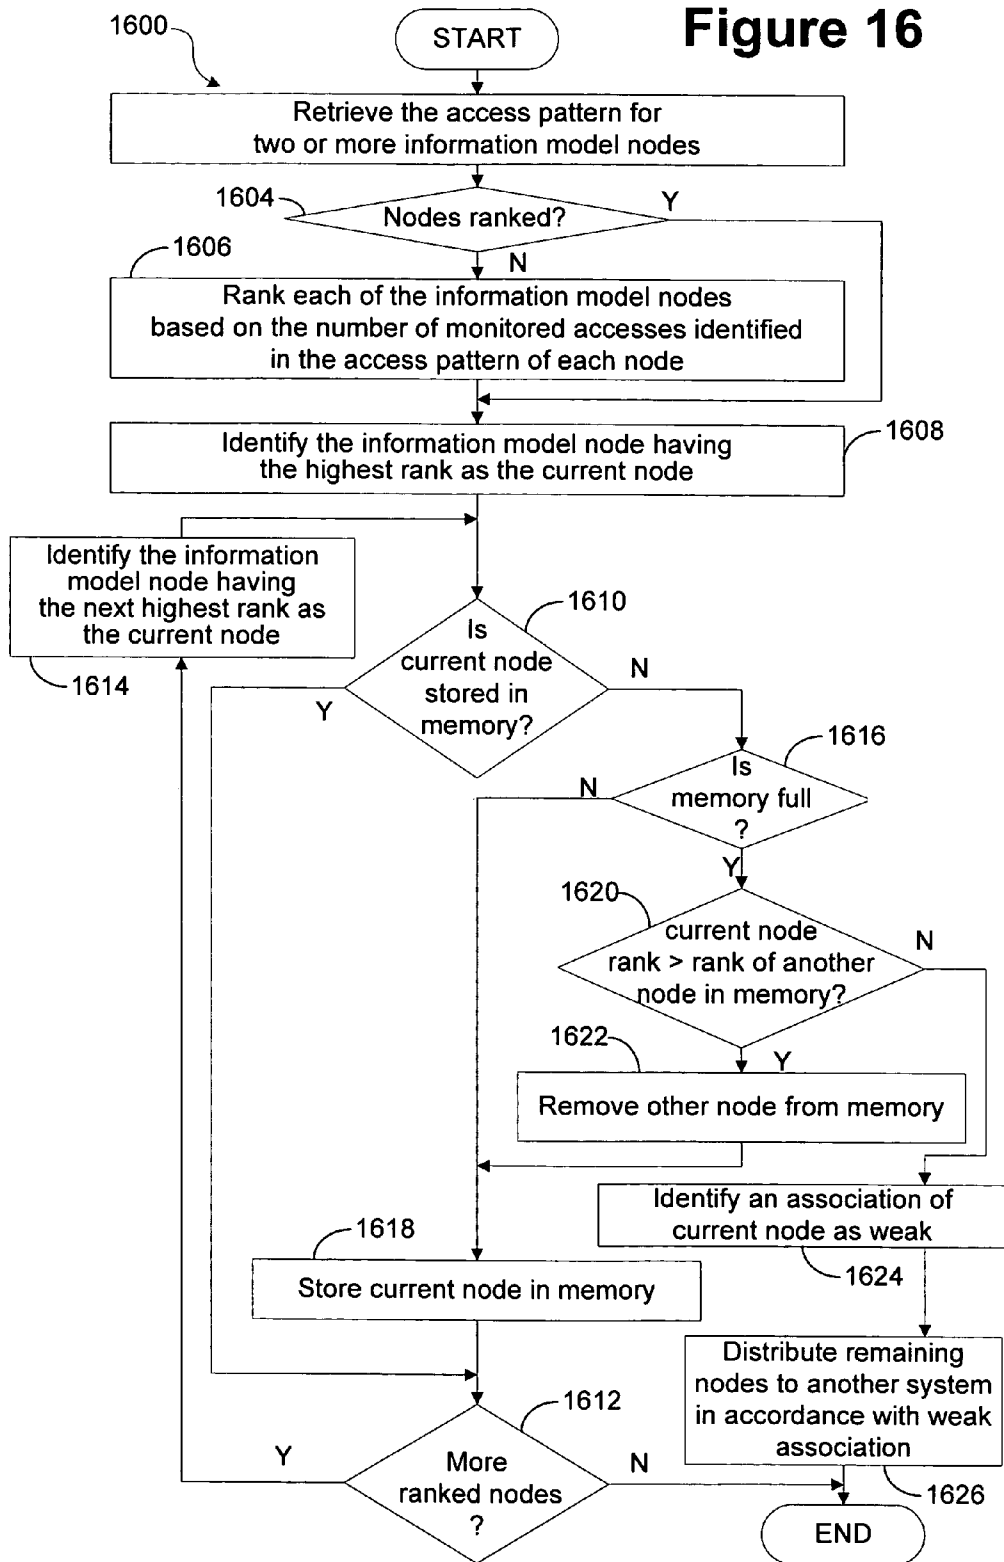 Figure 16
1600
START
Retrieve the access pattern for
two or more information model nodes
1604
Nodes ranked?
Y
N
1606
Rank each of the information model nodes
based on the number of monitored accesses identified
in the access pattern of each node
1608
Identify the information model node having
the highest rank as the current node
Identify the information
model node having
the next highest rank as
the current node
1614
1610
Is
current node
stored in
memory?
Y
N
1616
Is
memory full
?
N
Y
1620
current node
rank > rank of another
node in memory?
N
Y
1622
Remove other node from memory
Identify an association of
current node as weak
1624
1618
Store current node in memory
Distribute remaining
nodes to another system
in accordance with weak
association
1626
1612
More
ranked nodes
?
Y
N
END